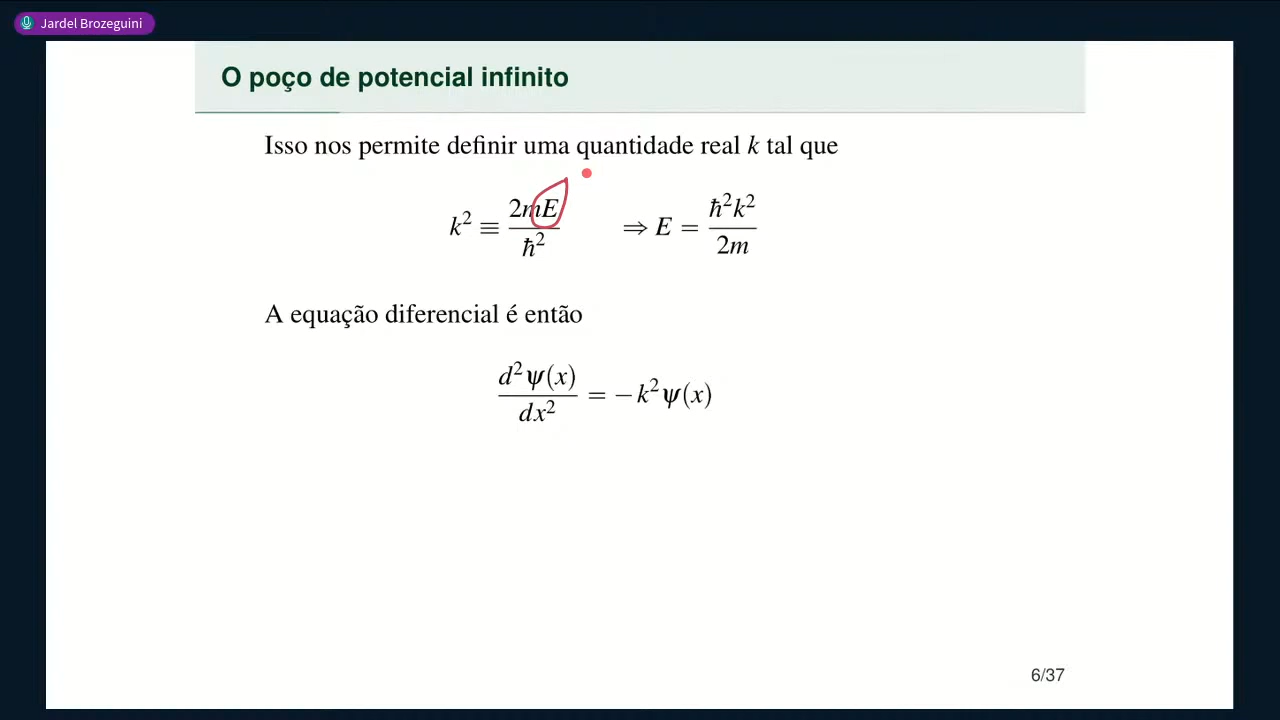 Jardel Brozeguini
O poço de potencial infinito
Isso nos permite definir uma quantidade real k tal que
k² ≡ 2mE/ħ² ⇒ E = ħ²k²/2m
A equação diferencial é então
d²ψ(x)/dx² = −k²ψ(x)
6/37